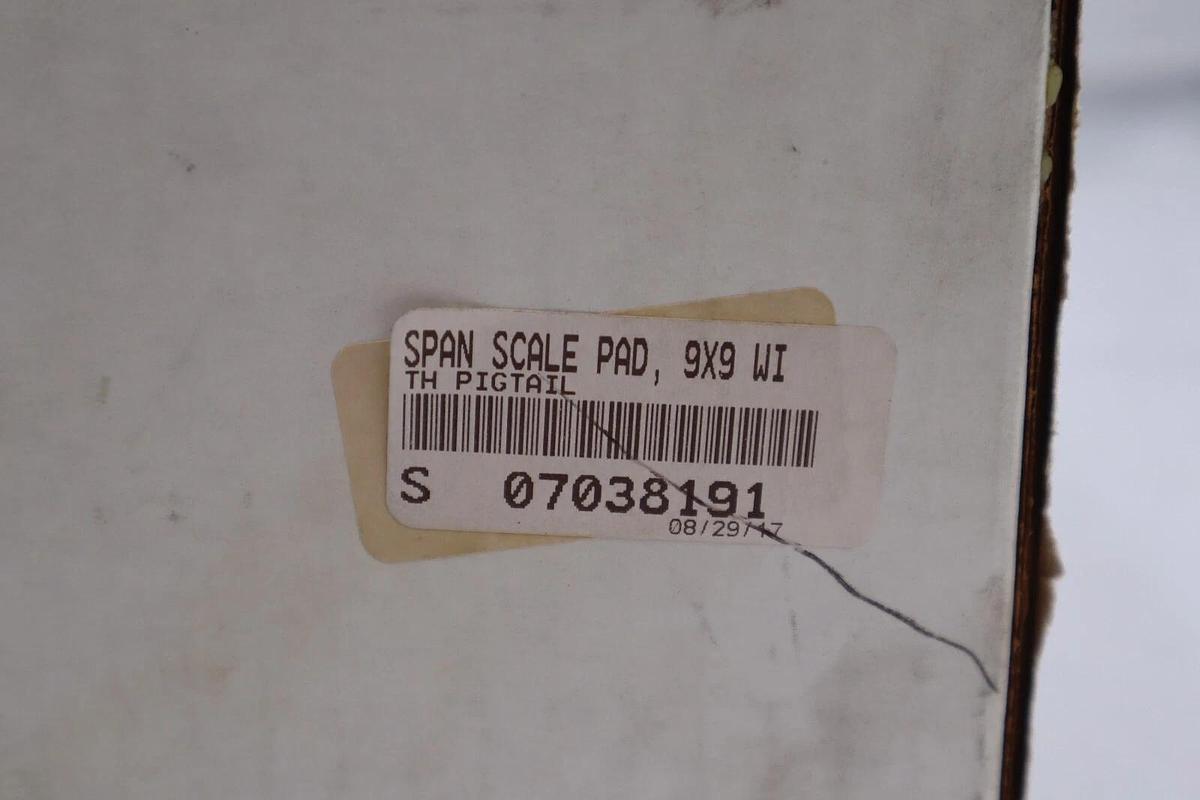 SPAN SCALE PAD, 9X9 WI
TH PIGTAIL
S 07038191
08/29/17